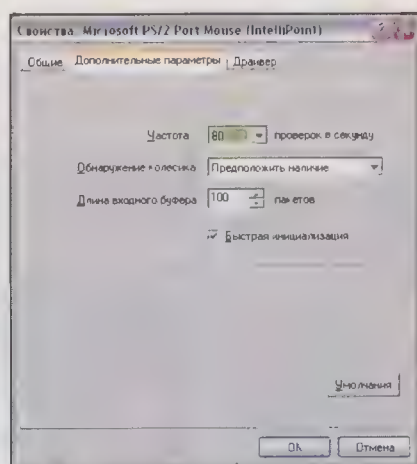 Свойства: Microsoft PS/2 Port Mouse (IntelliPoint)
Общие Дополнительные параметры Драйвер
Частота 80 проверок в секунду
Обнаружение колесика Предположить наличие
Длина входного буфера 100 пакетов
Быстрая инициализация
Умолчания
OK Отмена